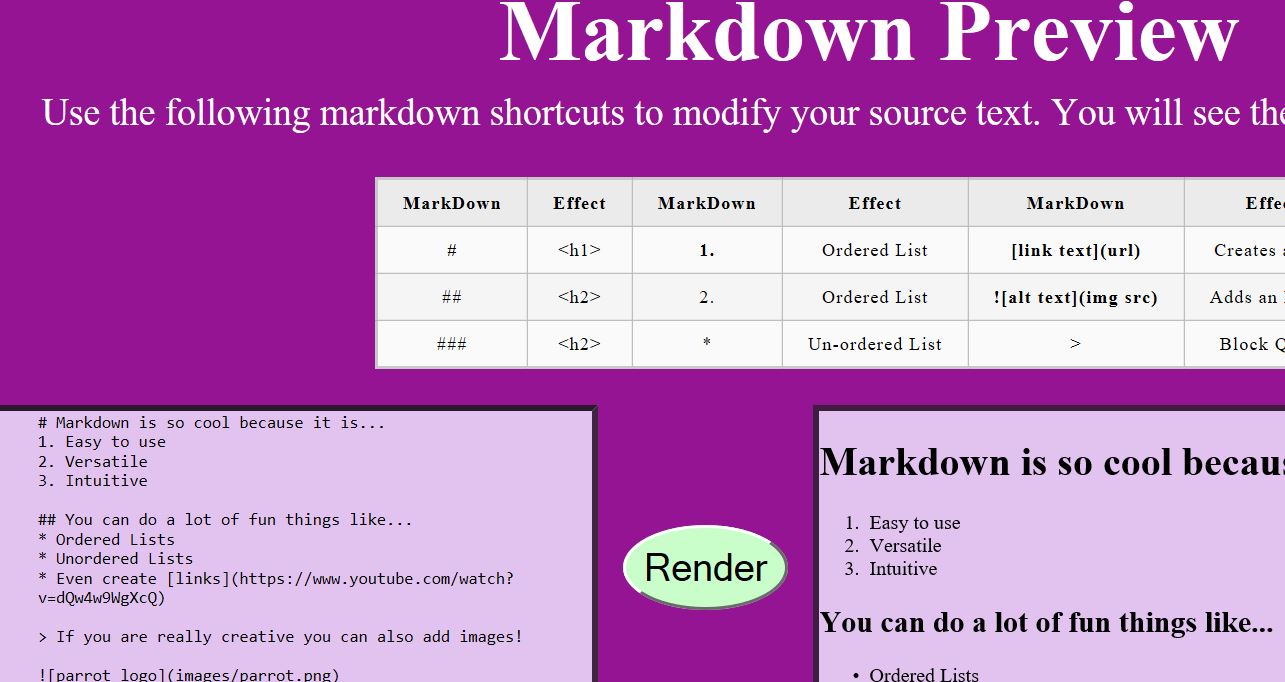 Markdown Preview
Use the following markdown shortcuts to modify your source text. You will see the
MarkDown Effect MarkDown Effect MarkDown
# <h1> 1. Ordered List [link text](url) Creates
## <h2> 2. Ordered List ![alt text](img src) Adds an
### <h2> * Un-ordered List > Block
# Markdown is so cool because it is...
1. Easy to use
2. Versatile
3. Intuitive
## You can do a lot of fun things like...
* Ordered Lists
* Unordered Lists
* Even create [links](https://www.youtube.com/watch?
v=dQw4w9WgXcQ)
> If you are really creative you can also add images!
![parrot logo](images/parrot.png)
Render
Markdown is so cool
1. Easy to use
2. Versatile
3. Intuitive
You can do a lot of fun things like...
• Ordered Lists